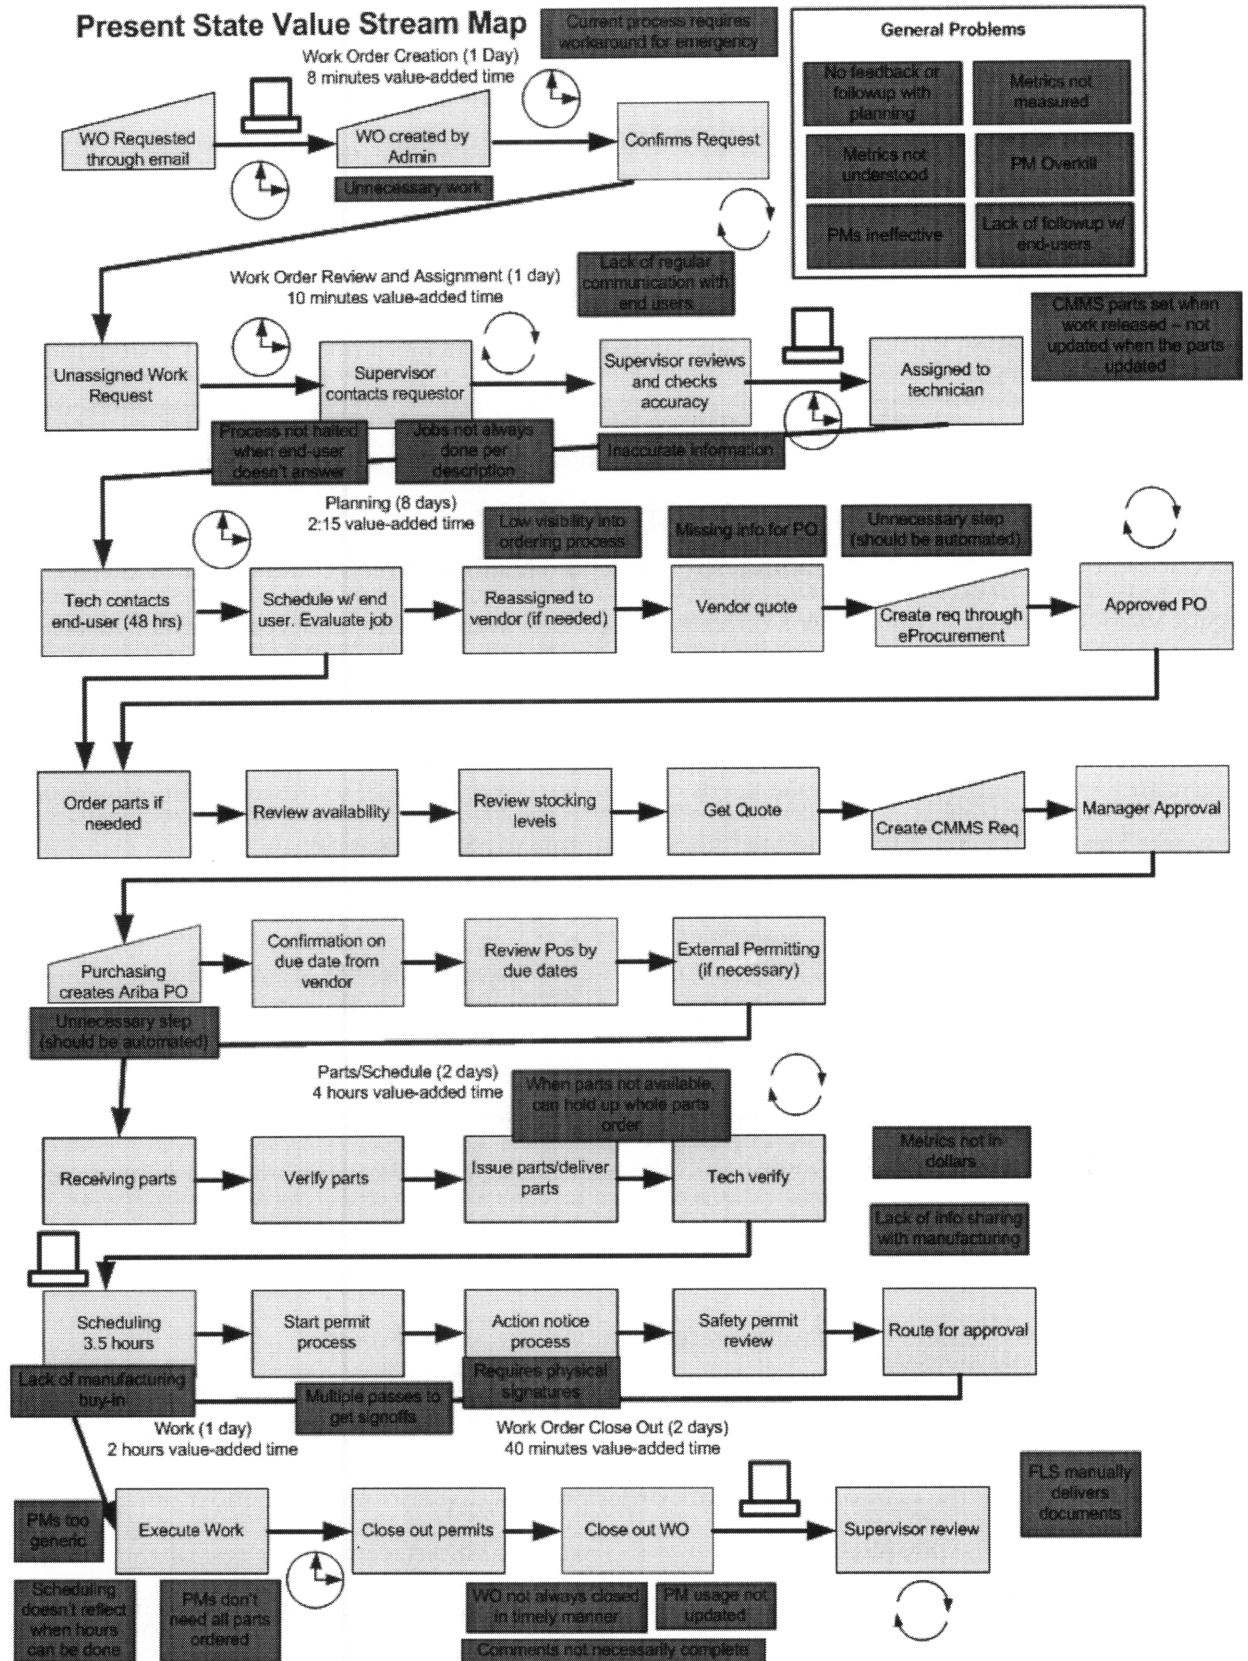 Present State Value Stream Map
Current process requires
workaround for emergency
General Problems
Work Order Creation (1 Day)
8 minutes value-added time
No feedback or
followup with
planning
Metrics not
measured
WO Requested
through email
WO created by
Admin
Confirms Request
Unnecessary work
Metrics not
understood
PM Overkill
PMs ineffective
Lack of followup w/
end-users
Work Order Review and Assignment (1 day)
10 minutes value-added time
Lack of regular
communication with
end users
CMMS parts set when
work released – not
updated when the parts
updated
Unassigned Work
Request
Supervisor
contacts requestor
Supervisor reviews
and checks
accuracy
Assigned to
technician
Process not halted
when end-user
doesn't answer
Jobs not always
done per
description
Inaccurate information
Planning (8 days)
2:15 value-added time
Low visibility into
ordering process
Missing info for PO
Unnecessary step
(should be automated)
Tech contacts
end-user (48 hrs)
Schedule w/ end
user. Evaluate job
Reassigned to
vendor (if needed)
Vendor quote
Create req through
eProcurement
Approved PO
Order parts if
needed
Review availability
Review stocking
levels
Get Quote
Create CMMS Req
Manager Approval
Purchasing
creates Ariba PO
Confirmation on
due date from
vendor
Review Pos by
due dates
External Permitting
(if necessary)
Unnecessary step
(should be automated)
Parts/Schedule (2 days)
4 hours value-added time
When parts not available,
can hold up whole parts
order
Metrics not in
dollars
Receiving parts
Verify parts
Issue parts/deliver
parts
Tech verify
Lack of info sharing
with manufacturing
Scheduling
3.5 hours
Start permit
process
Action notice
process
Safety permit
review
Route for approval
Lack of manufacturing
buy-in
Multiple passes to
get signoffs
Requires physical
signatures
Work (1 day)
2 hours value-added time
Work Order Close Out (2 days)
40 minutes value-added time
FLS manually
delivers
documents
PMs too
generic
Execute Work
Close out permits
Close out WO
Supervisor review
Scheduling
doesn't reflect
when hours
can be done
PMs don't
need all parts
ordered
WO not always closed
in timely manner
PM usage not
updated
Comments not necessarily complete